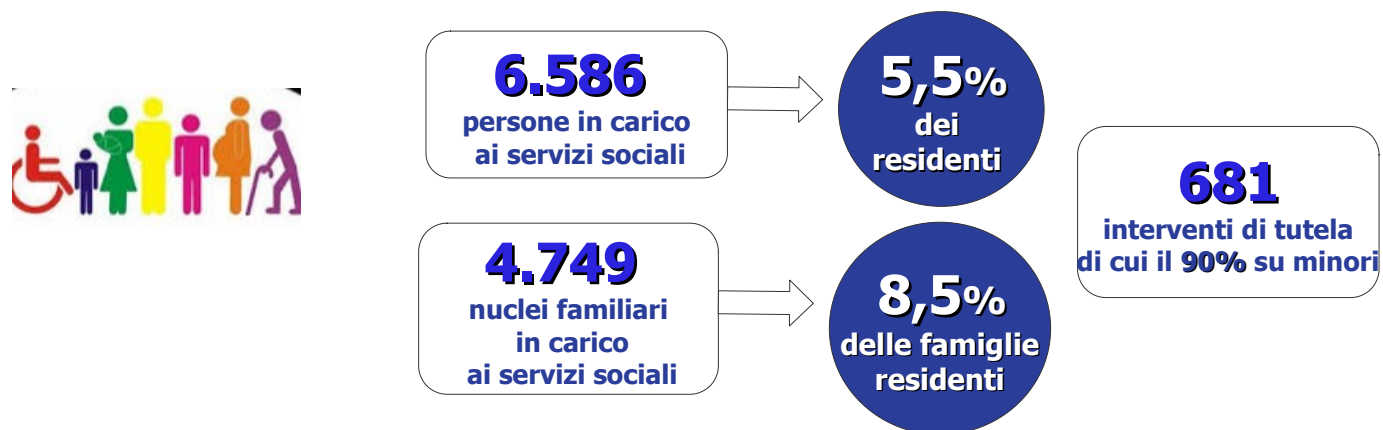 6.586
persone in carico
ai servizi sociali
5,5%
dei
residenti
4.749
nuclei familiari
in carico
ai servizi sociali
8,5%
delle famiglie
residenti
681
interventi di tutela
di cui il 90% su minori